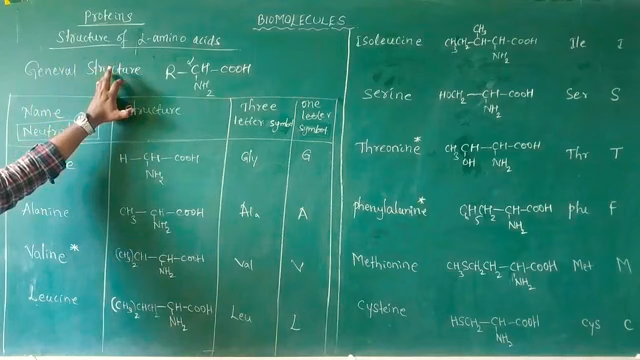 BIOMOLECULES
Proteins
Structure of α-amino acids
General Structure R-CH-COOH
NH2
Name Structure Three letter symbol one letter symbol
Neutral
H-CH-COOH Gly G
NH2
Alanine CH3-CH-COOH Ala A
NH2
Valine* (CH3)2CH-CH-COOH Val V
NH2
Leucine (CH3)2CHCH2-CH-COOH Leu L
NH2
CH3
Isoleucine CH3CH2-CH-CH-COOH Ile I
NH2
Serine HOCH2-CH-COOH Ser S
NH2
Threonine* CH3-CH-CH-COOH Thr T
OH NH2
phenylalanine* C6H5CH2-CH-COOH phe F
NH2
Methionine CH3SCH2CH2-CH-COOH Met M
NH2
Cysteine HSCH2-CH-COOH Cys C
NH2